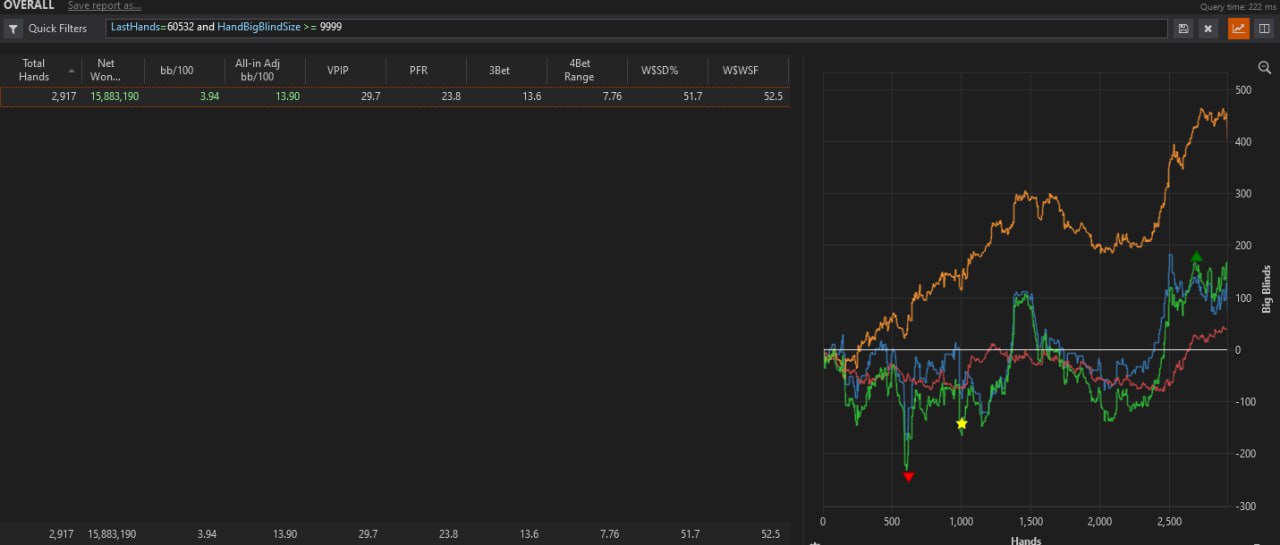 OVERALL Save report as... Query time: 222 ms
Quick Filters LastHands=60532 and HandBigBlindSize >= 9999
Total Hands Net Won... bb/100 All-in Adj bb/100 VPIP PFR 3Bet 4Bet Range W$SD% W$WSF
2,917 15,883,190 3.94 13.90 29.7 23.8 13.6 7.76 51.7 52.5
2,917 15,883,190 3.94 13.90 29.7 23.8 13.6 7.76 51.7 52.5
500
400
300
200
100
0
-100
-200
-300
Big Blinds
0 500 1,000 1,500 2,000 2,500
Hands